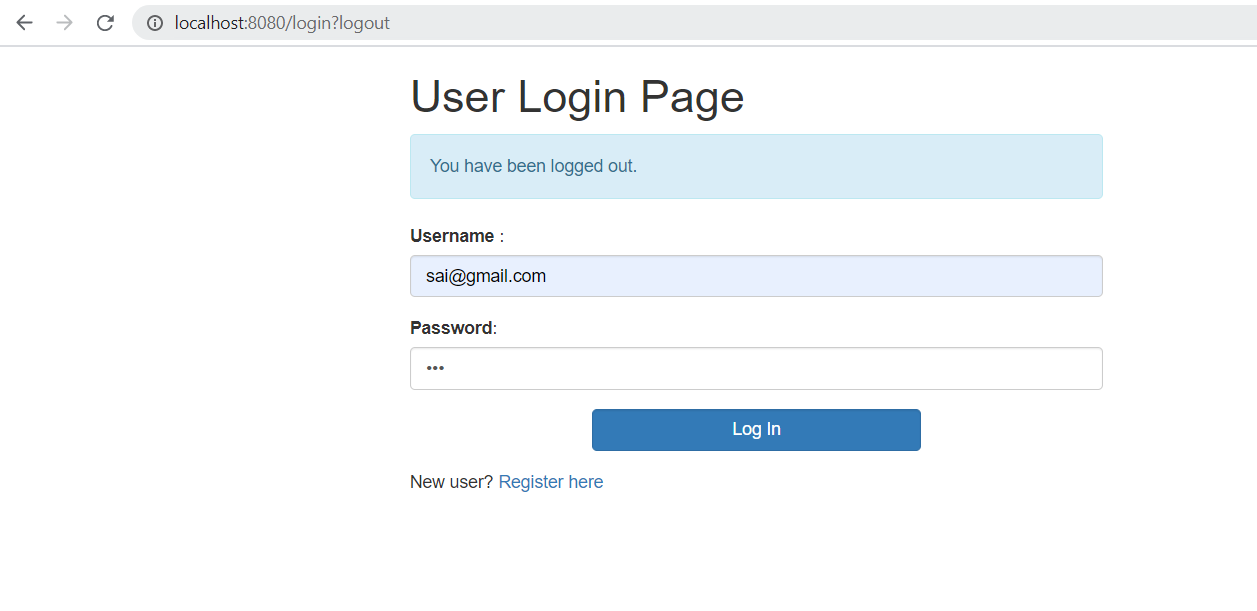 localhost:8080/login?logout
User Login Page
You have been logged out.
Username :
sai@gmail.com
Password:
•••
Log In
New user? Register here